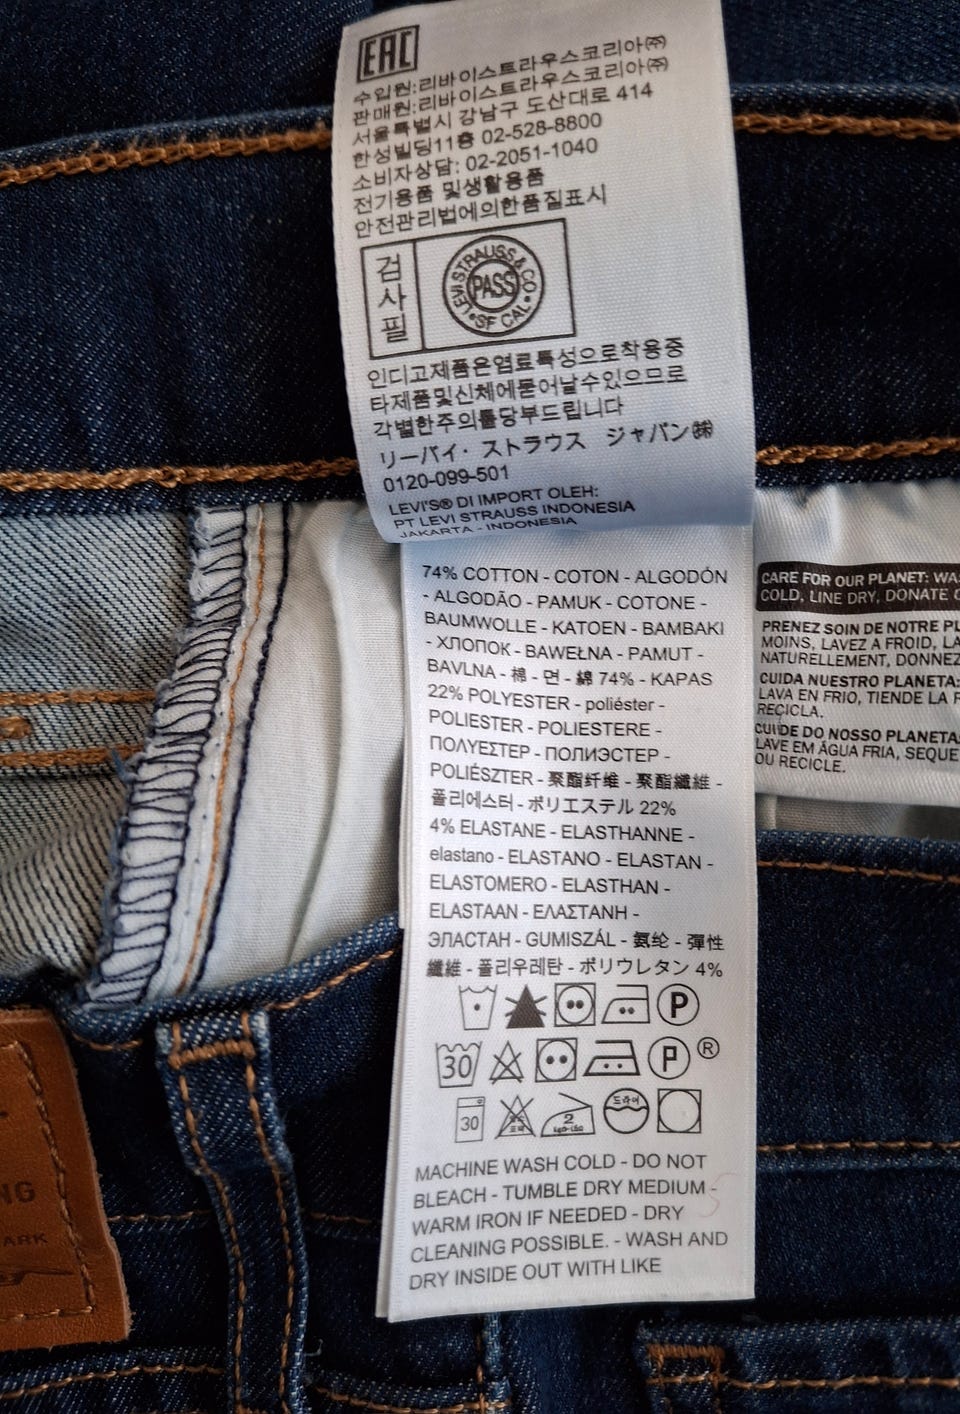 EAC
수입원:리바이스트라우스코리아㈜
판매원:리바이스트라우스코리아㈜
서울특별시 강남구 도산대로 414
한성빌딩11층 02-528-8800
소비자상담: 02-2051-1040
전기용품 및생활용품
안전관리법에의한품질표시
검사필
LEVI STRAUSS & CO
PASS
SF CAL
인디고제품은염료특성으로착용중
타제품및신체에묻어날수있으므로
각별한주의를당부드립니다
リーバイ・ストラウス ジャパン㈱
0120-099-501
LEVI'S® DI IMPORT OLEH:
PT LEVI STRAUSS INDONESIA
JAKARTA - INDONESIA
74% COTTON - COTON - ALGODÓN
- ALGODÃO - PAMUK - COTONE -
BAUMWOLLE - KATOEN - BAMBAKI
- ХЛОПОК - BAWEŁNA - PAMUT -
BAVLNA - 棉 - 면 - 綿 74% - KAPAS
22% POLYESTER - poliéster -
POLIESTER - POLIESTERE -
ΠΟΛΥΕΣΤΕΡ - ПОЛИЭСТЕР -
POLIÉSZTER - 聚酯纤维 - 聚酯纖維 -
폴리에스터 - ポリエステル 22%
4% ELASTANE - ELASTHANNE -
elastano - ELASTANO - ELASTAN -
ELASTOMERO - ELASTHAN -
ELASTAAN - ΕΛΑΣΤΑΝΗ -
ЭЛАСТАН - GUMISZÁL - 氨纶 - 彈性
纖維 - 폴리우레탄 - ポリウレタン 4%
P
30 P ®
30 2 드라이
MACHINE WASH COLD - DO NOT
BLEACH - TUMBLE DRY MEDIUM -
WARM IRON IF NEEDED - DRY
CLEANING POSSIBLE. - WASH AND
DRY INSIDE OUT WITH LIKE
CARE FOR OUR PLANET: WA
COLD, LINE DRY, DONATE
PRENEZ SOIN DE NOTRE PL
MOINS, LAVEZ A FROID, LA
NATURELLEMENT, DONNEZ
CUIDA NUESTRO PLANETA:
LAVA EN FRIO, TIENDE LA
RECICLA.
CUIDE DO NOSSO PLANETA:
LAVE EM ÁGUA FRIA, SEQUE
OU RECICLE.
NG
ARK